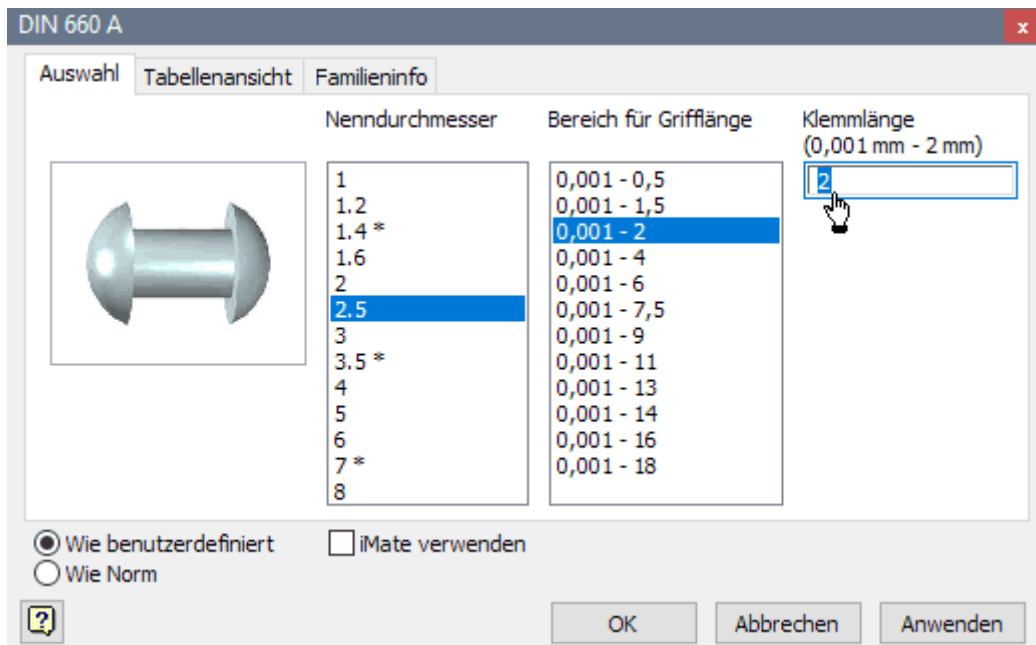 DIN 660 A
x
Auswahl Tabellenansicht Familieninfo
Nenndurchmesser
1
1.2
1.4 *
1.6
2
2.5
3
3.5 *
4
5
6
7 *
8
Bereich für Grifflänge
0,001 - 0,5
0,001 - 1,5
0,001 - 2
0,001 - 4
0,001 - 6
0,001 - 7,5
0,001 - 9
0,001 - 11
0,001 - 13
0,001 - 14
0,001 - 16
0,001 - 18
Klemmlänge
(0,001 mm - 2 mm)
2
Wie benutzerdefiniert
Wie Norm
iMate verwenden
?
OK Abbrechen Anwenden